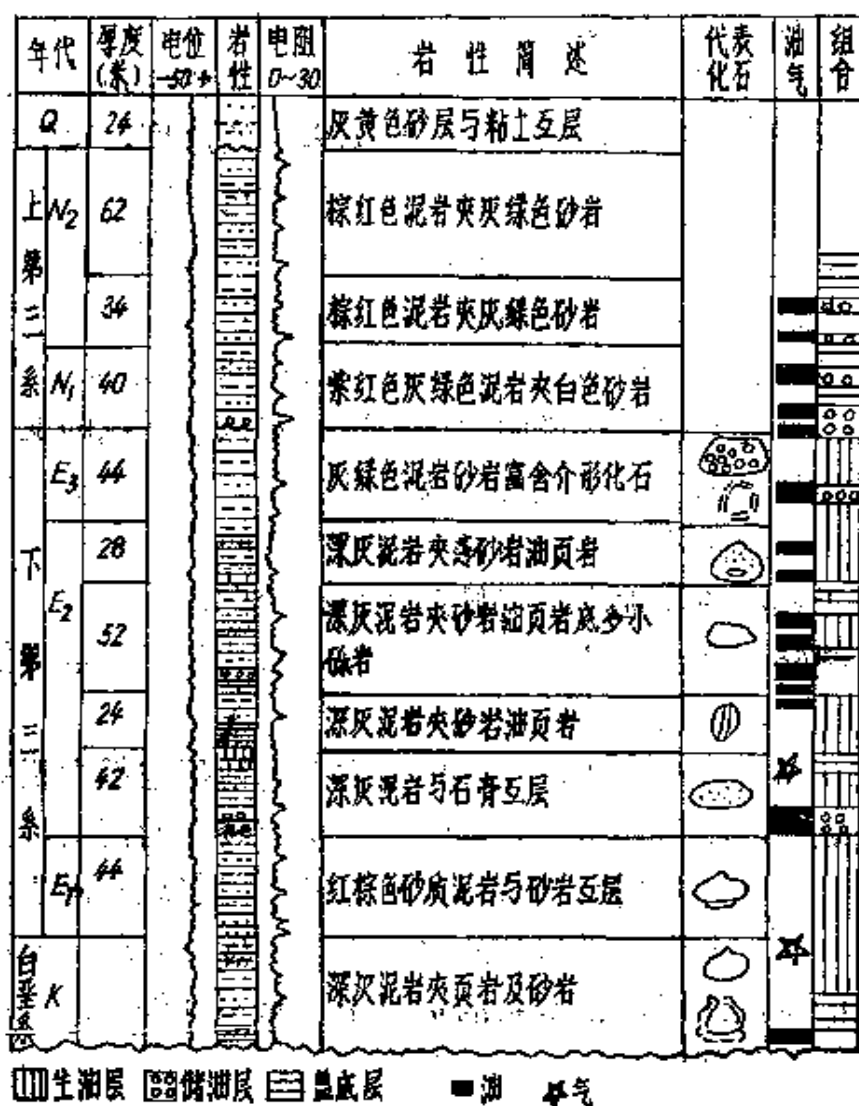 年代 厚度(米) 电位 -50+ 岩性 电阻 0~30 岩性简述 代表化石 油气 组合
Q 24 灰黄色砂层与粘土互层
上第三系
N₂ 62 棕红色泥岩夹灰绿色砂岩
34 棕红色泥岩夹灰绿色砂岩
N₁ 40 紫红色灰绿色泥岩夹白色砂岩
下第三系
E₃ 44 灰绿色泥岩砂岩富含介形化石
E₂ 28 深灰泥岩夹薄砂岩油页岩
52 深灰泥岩夹砂岩油页岩底多小
砾岩
24 深灰泥岩夹砂岩油页岩
42 深灰泥岩与石膏互层
E₁ 44 红棕色砂质泥岩与砂岩互层
白垩系 K 深灰泥岩夹页岩及砂岩
生油层 储油层 盖底层 油 气